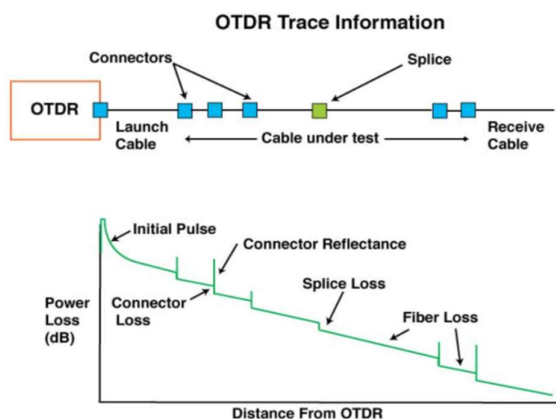 OTDR Trace Information
Connectors
Splice
OTDR
Launch
Cable
Cable under test
Receive
Cable
Initial Pulse
Connector Reflectance
Connector
Loss
Splice Loss
Fiber Loss
Power
Loss
(dB)
Distance From OTDR